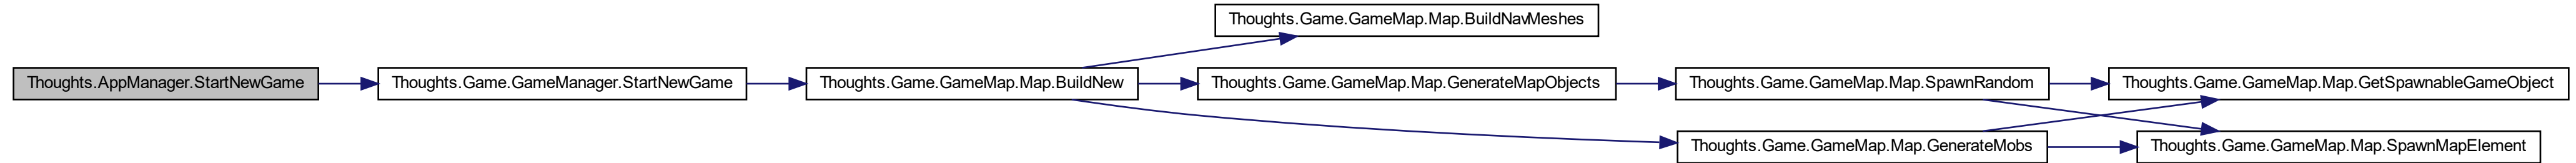 Thoughts.AppManager.StartNewGame
Thoughts.Game.GameManager.StartNewGame
Thoughts.Game.GameMap.Map.BuildNew
Thoughts.Game.GameMap.Map.BuildNavMeshes
Thoughts.Game.GameMap.Map.GenerateMapObjects
Thoughts.Game.GameMap.Map.SpawnRandom
Thoughts.Game.GameMap.Map.GetSpawnableGameObject
Thoughts.Game.GameMap.Map.GenerateMobs
Thoughts.Game.GameMap.Map.SpawnMapElement